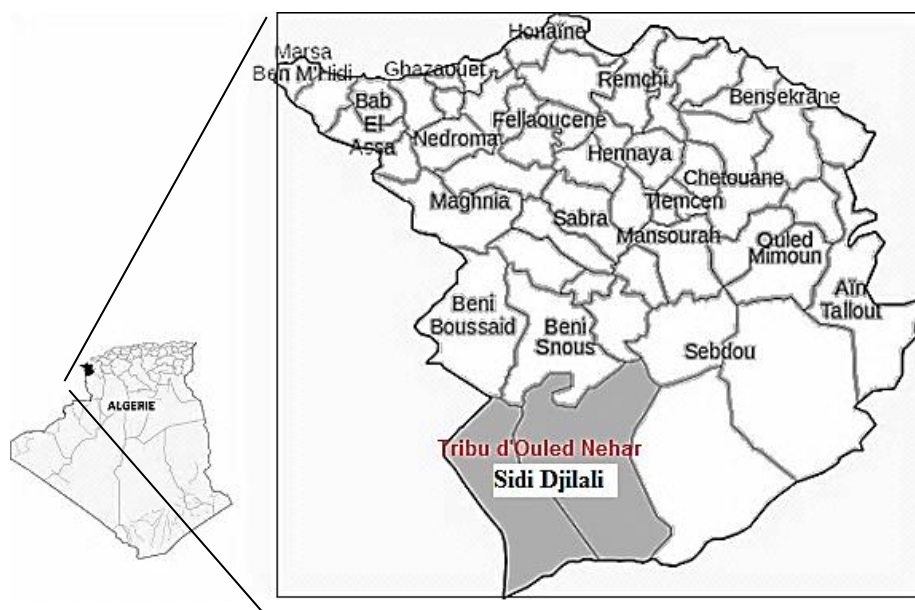 Honaïne
Marsa
Ben M'Hidi
Ghazaouet
Remchi
Bensekrane
Bab
El
Assa
Nedroma
Fellaoucene
Hennaya
Chetouane
Maghnia
Sabra
Tlemcen
Mansourah
Ouled
Mimoun
Aïn
Tallout
Beni
Boussaid
Beni
Snous
Sebdou
ALGERIE
Tribu d'Ouled Nehar
Sidi Djilali